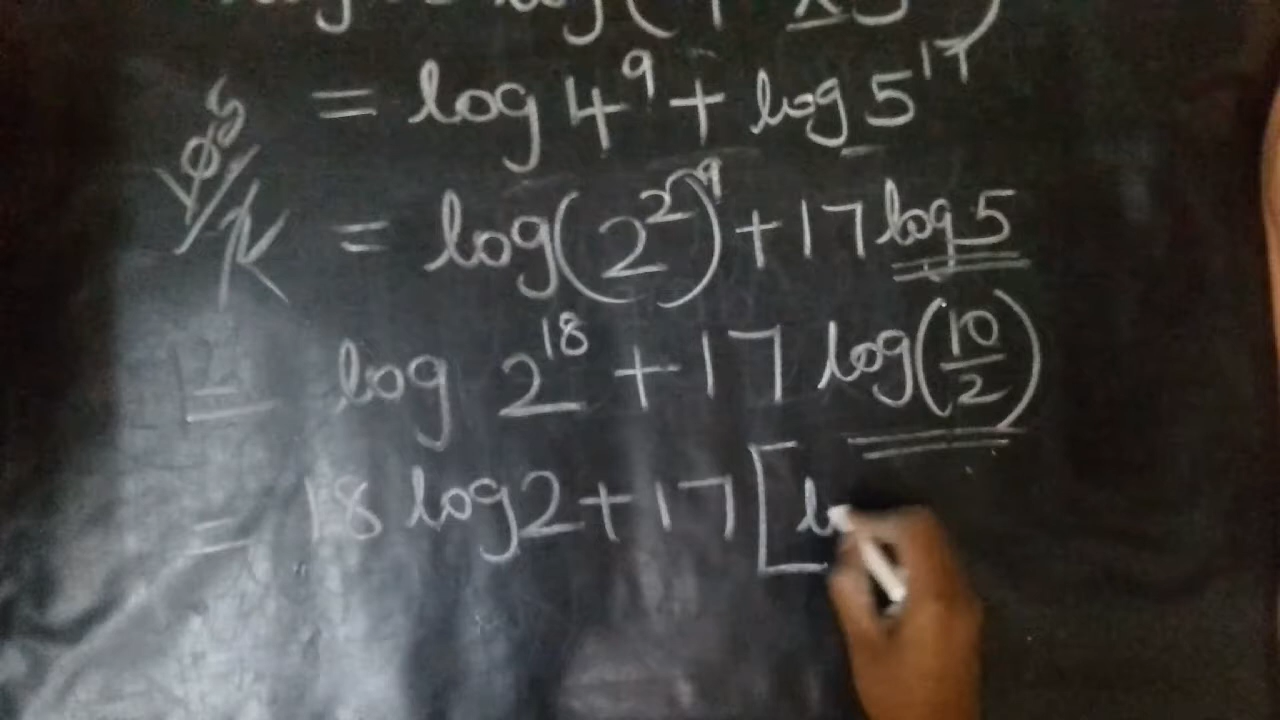 = log 4⁹ + log 5¹⁷
= log(2²)⁹ + 17 log 5
= log 2¹⁸ + 17 log(10/2)
= 18 log 2 + 17 [